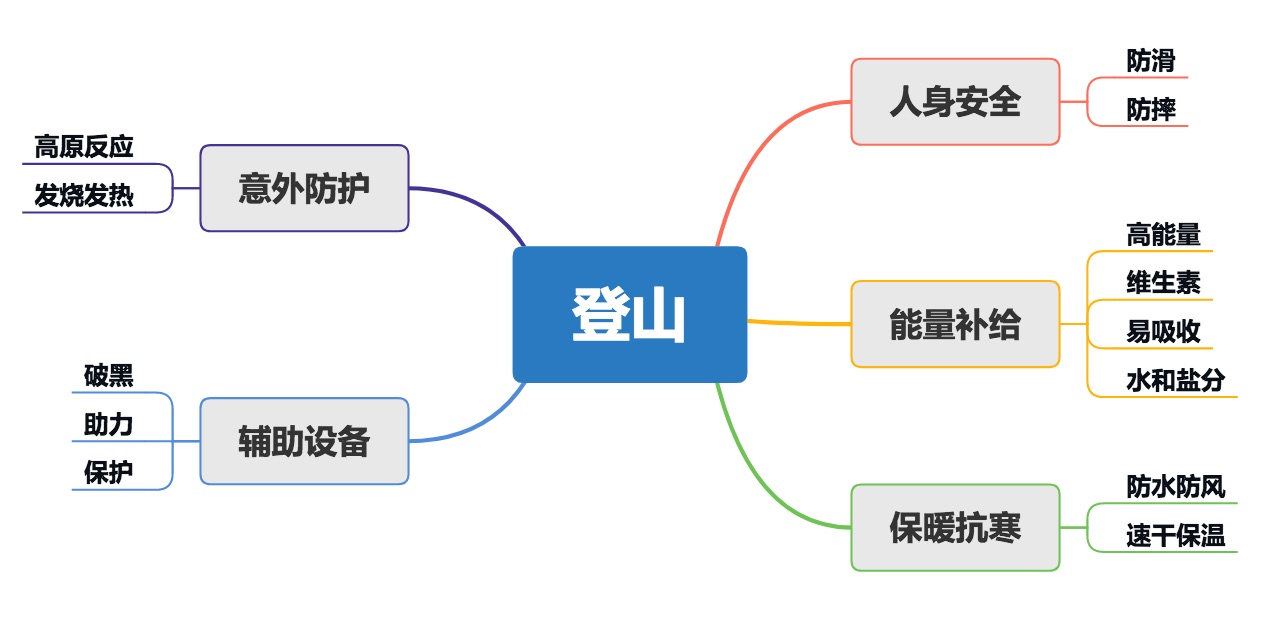 登山
人身安全
防滑
防摔
能量补给
高能量
维生素
易吸收
水和盐分
保暖抗寒
防水防风
速干保温
意外防护
高原反应
发烧发热
辅助设备
破黑
助力
保护